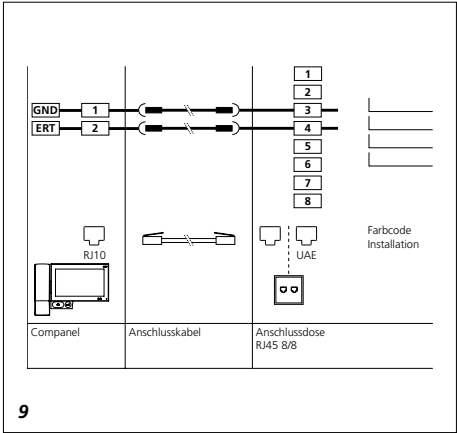 1
2
GND 1 3
ERT 2 4
5
6
7
8
RJ10
UAE
Farbcode
Installation
Companel
Anschlusskabel
Anschlussdose
RJ45 8/8
9